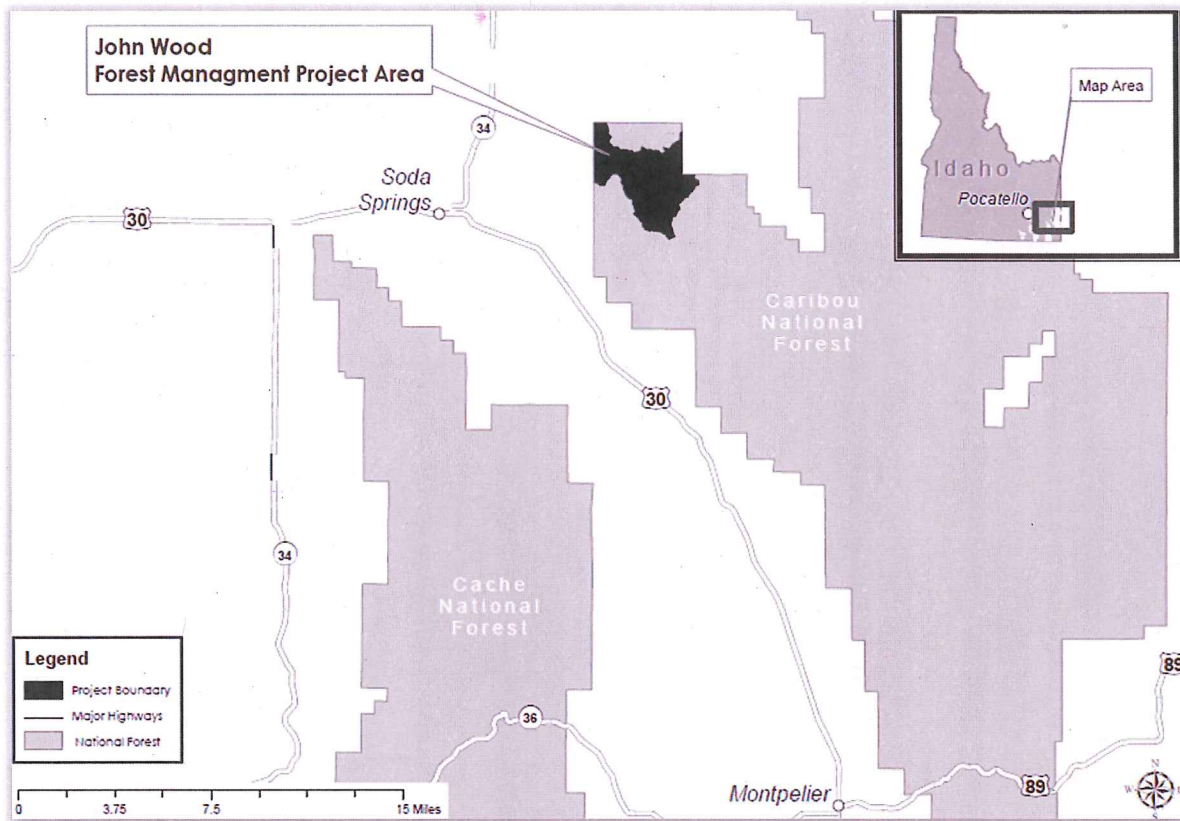 John Wood
Forest Managment Project Area
34
Soda
Springs
30
Map Area
Idaho
Pocatello
Caribou
National
Forest
30
34
Cache
National
Forest
36
89
89
Montpelier
Legend
Project Boundary
Major Highways
National Forest
0 3.75 7.5 15 Miles
N
W
S